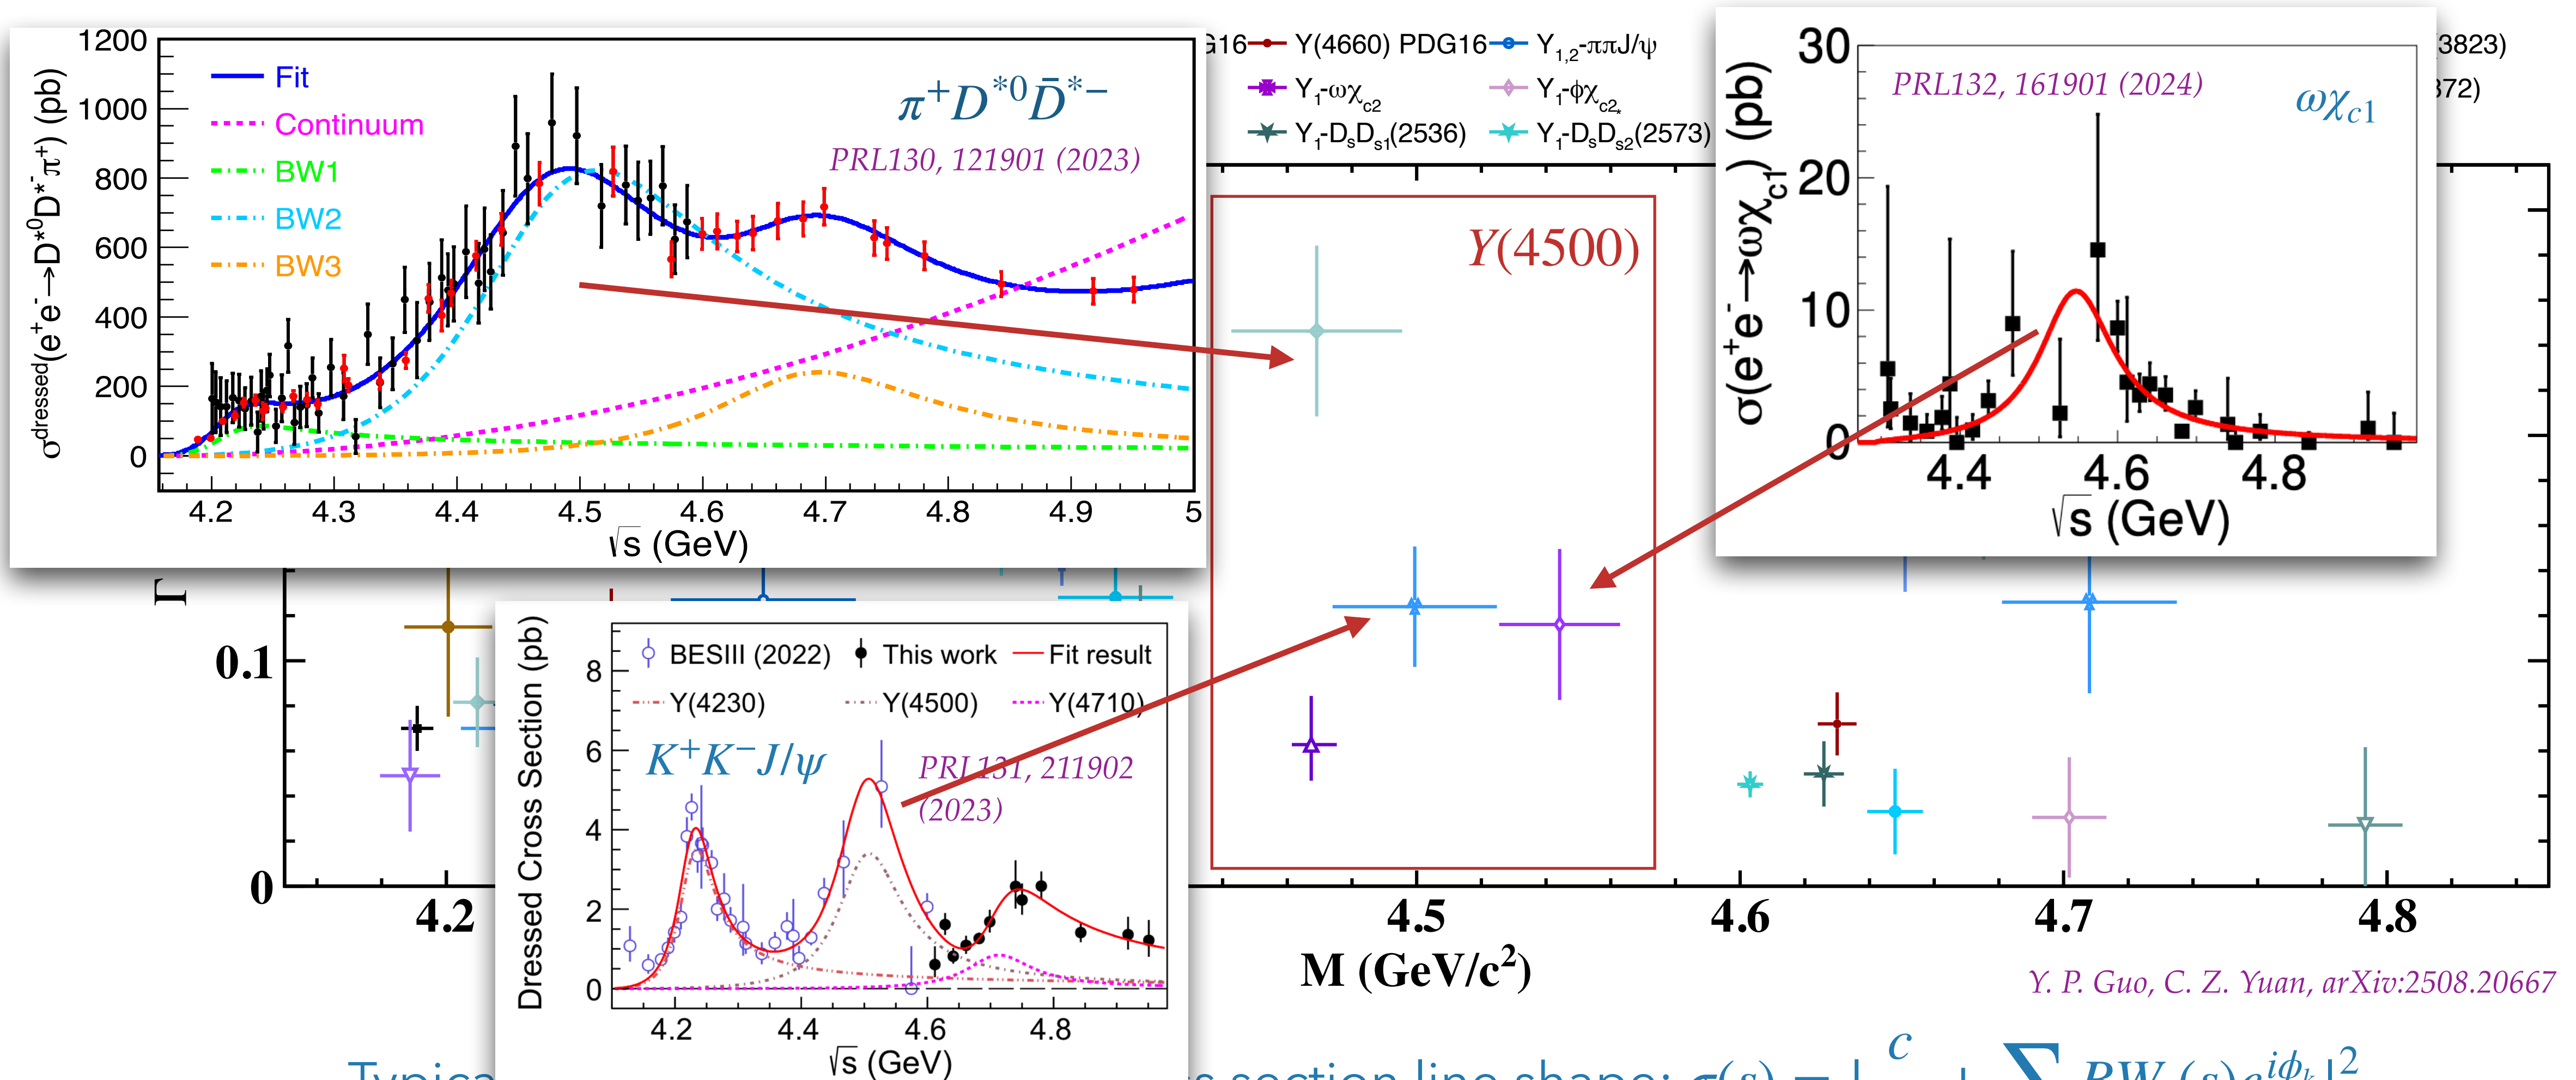 1200
1000
800
600
400
200
0
σ^dressed(e⁺e⁻→D*⁰D*⁻π⁺) (pb)
Fit
Continuum
BW1
BW2
BW3
π⁺D*⁰D̄*⁻
PRL130, 121901 (2023)
4.2 4.3 4.4 4.5 4.6 4.7 4.8 4.9 5
√s (GeV)
G16 Y(4660) PDG16 Y₁,₂-ππJ/ψ
Y₁-ωχc2 Y₁-ϕχc2
Y₁-DsDs1(2536) Y₁-DsDs2(2573)
(3823)
372)
30
20
10
0
σ(e⁺e⁻→ωχc1) (pb)
PRL132, 161901 (2024)
ωχc1
4.4 4.6 4.8
√s (GeV)
Y(4500)
Γ
0.1
0
4.2 4.5 4.6 4.7 4.8
M (GeV/c²)
Dressed Cross Section (pb)
8
6
4
2
0
BESIII (2022) This work Fit result
Y(4230) Y(4500) Y(4710)
K⁺K⁻J/ψ
PRL131, 211902
(2023)
4.2 4.4 4.6 4.8
√s (GeV)
Y. P. Guo, C. Z. Yuan, arXiv:2508.20667
section line shape: